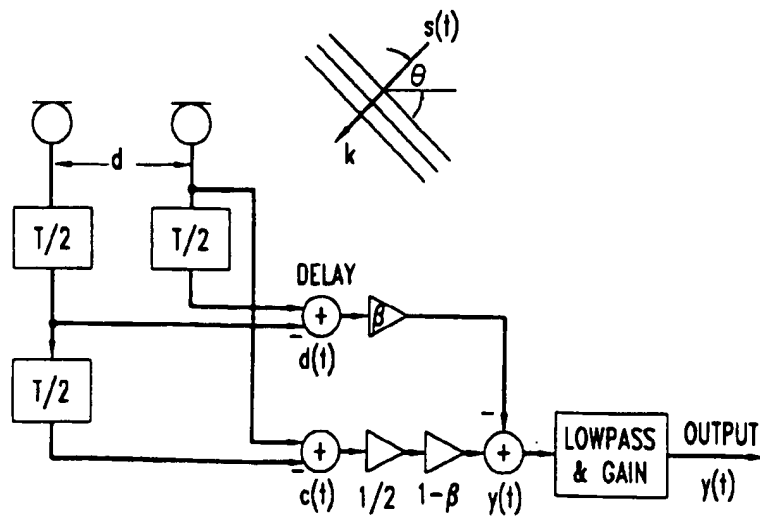 s(t)
θ
k
d
T/2
T/2
DELAY
+
β
−
d(t)
T/2
−
+
1/2
1-β
−
+
c(t)
y(t)
LOWPASS
& GAIN
OUTPUT
y(t)